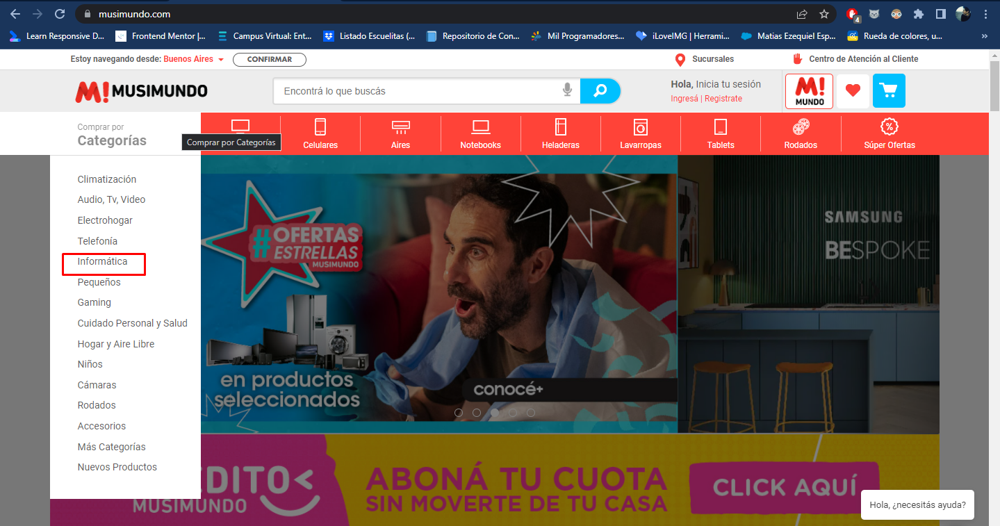 musimundo.com
4
Learn Responsive D...
Frontend Mentor |...
Campus Virtual: Ent...
Listado Escuelitas (...
Repositorio de Con...
Mil Programadores...
iLoveIMG | Herrami...
Matias Ezequiel Esp...
Rueda de colores, u...
»
Estoy navegando desde: Buenos Aires
CONFIRMAR
Sucursales
Centro de Atención al Cliente
M! MUSIMUNDO
Encontrá lo que buscás
Hola, Inicia tu sesión
Ingresá | Registrate
M!
MUNDO
Comprar por
Categorías
Comprar por Categorías
Celulares
Aires
Notebooks
Heladeras
Lavarropas
Tablets
Rodados
Súper Ofertas
Climatización
Audio, Tv, Video
Electrohogar
Telefonía
Informática
Pequeños
Gaming
Cuidado Personal y Salud
Hogar y Aire Libre
Niños
Cámaras
Rodados
Accesorios
Más Categorías
Nuevos Productos
#OFERTAS
ESTRELLAS
MUSIMUNDO
en productos
seleccionados
conocé+
SAMSUNG
BESPOKE
EDITO
MUSIMUNDO
ABONÁ TU CUOTA
SIN MOVERTE DE TU CASA
CLICK AQUÍ
Hola, ¿necesitás ayuda?